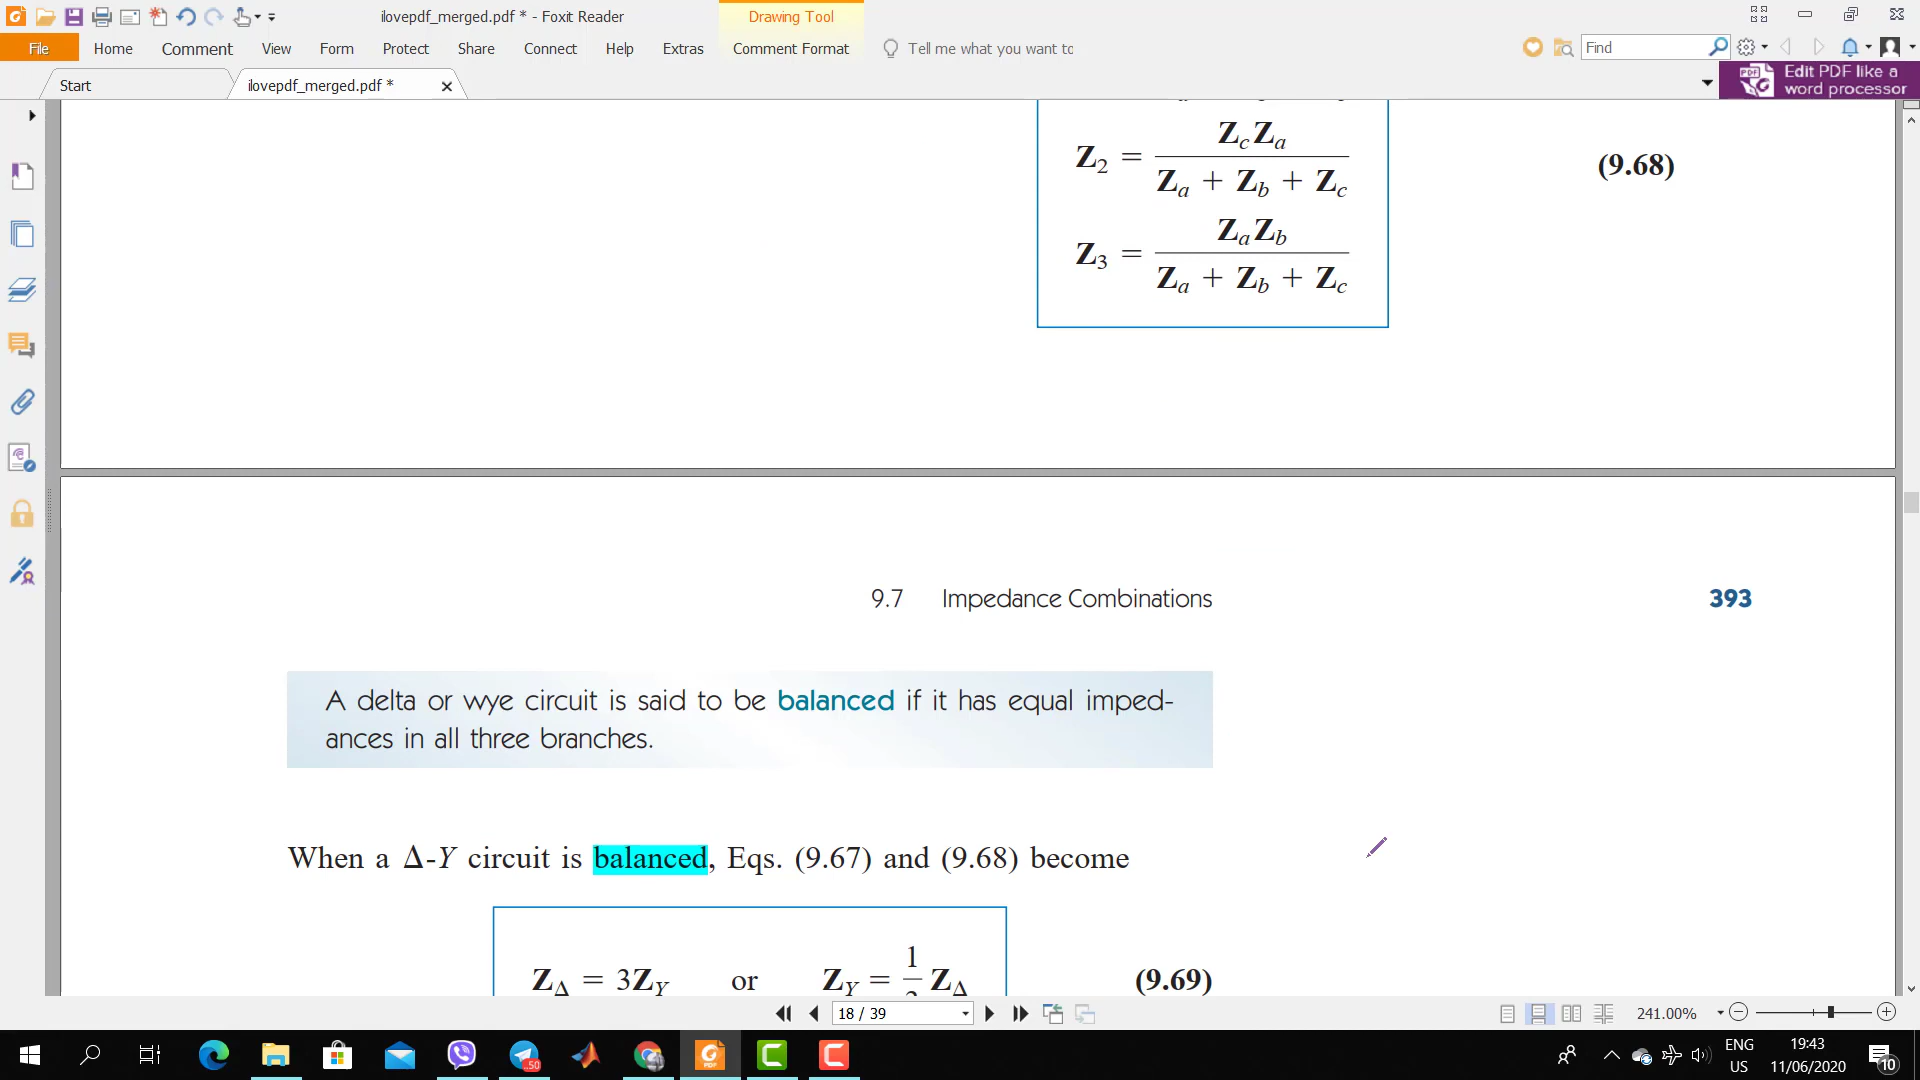 ilovepdf_merged.pdf * - Foxit Reader
Drawing Tool
File
Home
Comment
View
Form
Protect
Share
Connect
Help
Extras
Comment Format
Tell me what you want to
Find
Start
ilovepdf_merged.pdf *
Edit PDF like a
word processor
Z2 = ZcZa / (Za + Zb + Zc)
(9.68)
Z3 = ZaZb / (Za + Zb + Zc)
9.7 Impedance Combinations
393
A delta or wye circuit is said to be balanced if it has equal imped-
ances in all three branches.
When a Δ-Y circuit is balanced, Eqs. (9.67) and (9.68) become
ZΔ = 3ZY or ZY = 1/3 ZΔ
(9.69)
18 / 39
241.00%
.50
PDF
ENG
US
19:43
11/06/2020
10